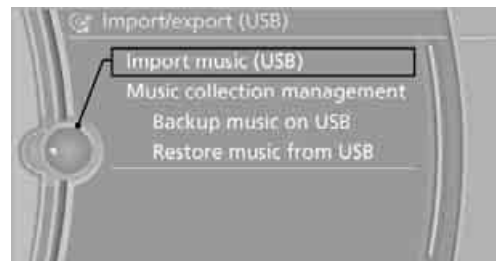 Import/export (USB)
Import music (USB)
Music collection management
Backup music on USB
Restore music from USB